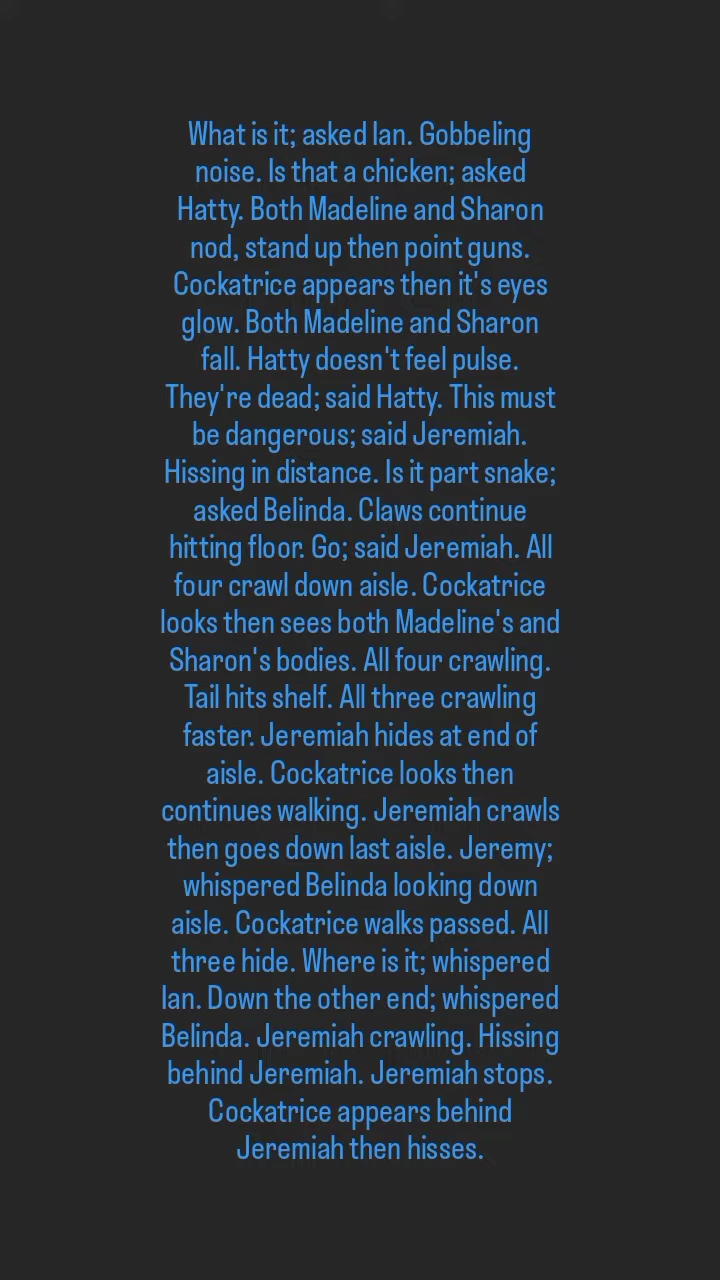 What is it; asked Ian. Gobbeling
noise. Is that a chicken; asked
Hatty. Both Madeline and Sharon
nod, stand up then point guns.
Cockatrice appears then it's eyes
glow. Both Madeline and Sharon
fall. Hatty doesn't feel pulse.
They're dead; said Hatty. This must
be dangerous; said Jeremiah.
Hissing in distance. Is it part snake;
asked Belinda. Claws continue
hitting floor. Go; said Jeremiah. All
four crawl down aisle. Cockatrice
looks then sees both Madeline's and
Sharon's bodies. All four crawling.
Tail hits shelf. All three crawling
faster. Jeremiah hides at end of
aisle. Cockatrice looks then
continues walking. Jeremiah crawls
then goes down last aisle. Jeremy;
whispered Belinda looking down
aisle. Cockatrice walks passed. All
three hide. Where is it; whispered
Ian. Down the other end; whispered
Belinda. Jeremiah crawling. Hissing
behind Jeremiah. Jeremiah stops.
Cockatrice appears behind
Jeremiah then hisses.